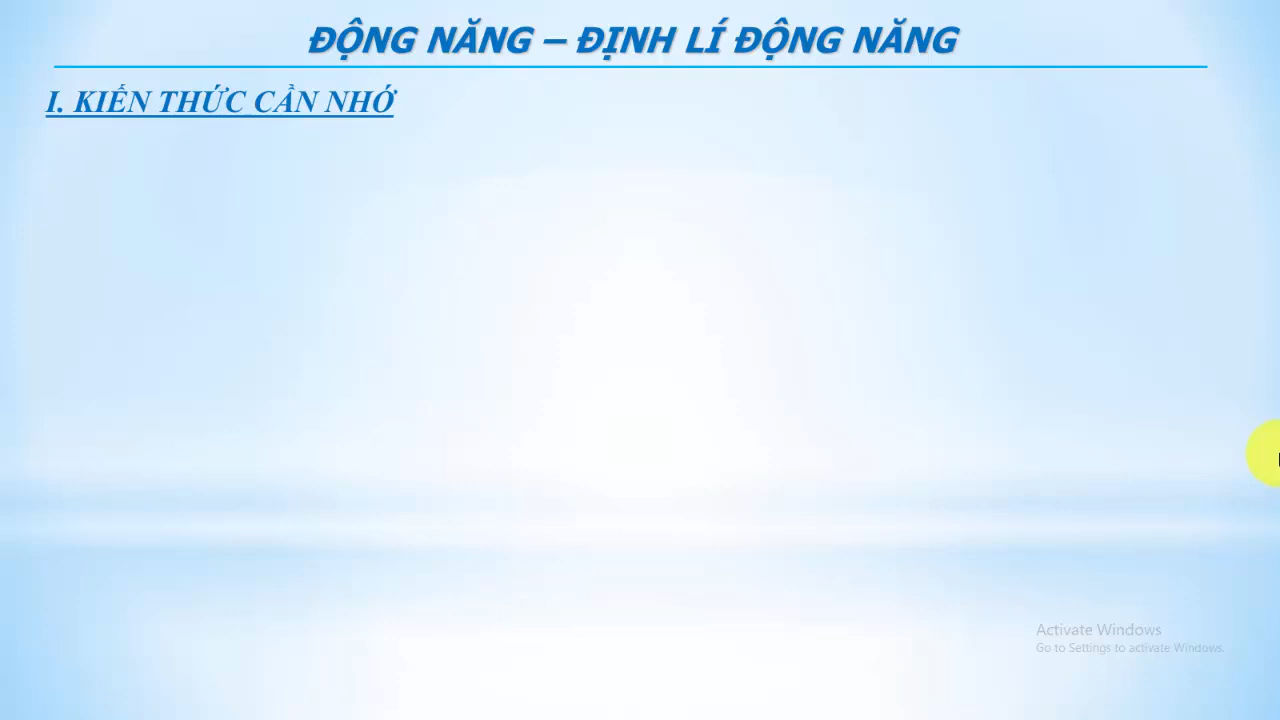 ĐỘNG NĂNG – ĐỊNH LÍ ĐỘNG NĂNG
I. KIẾN THỨC CẦN NHỚ
Activate Windows
Go to Settings to activate Windows.